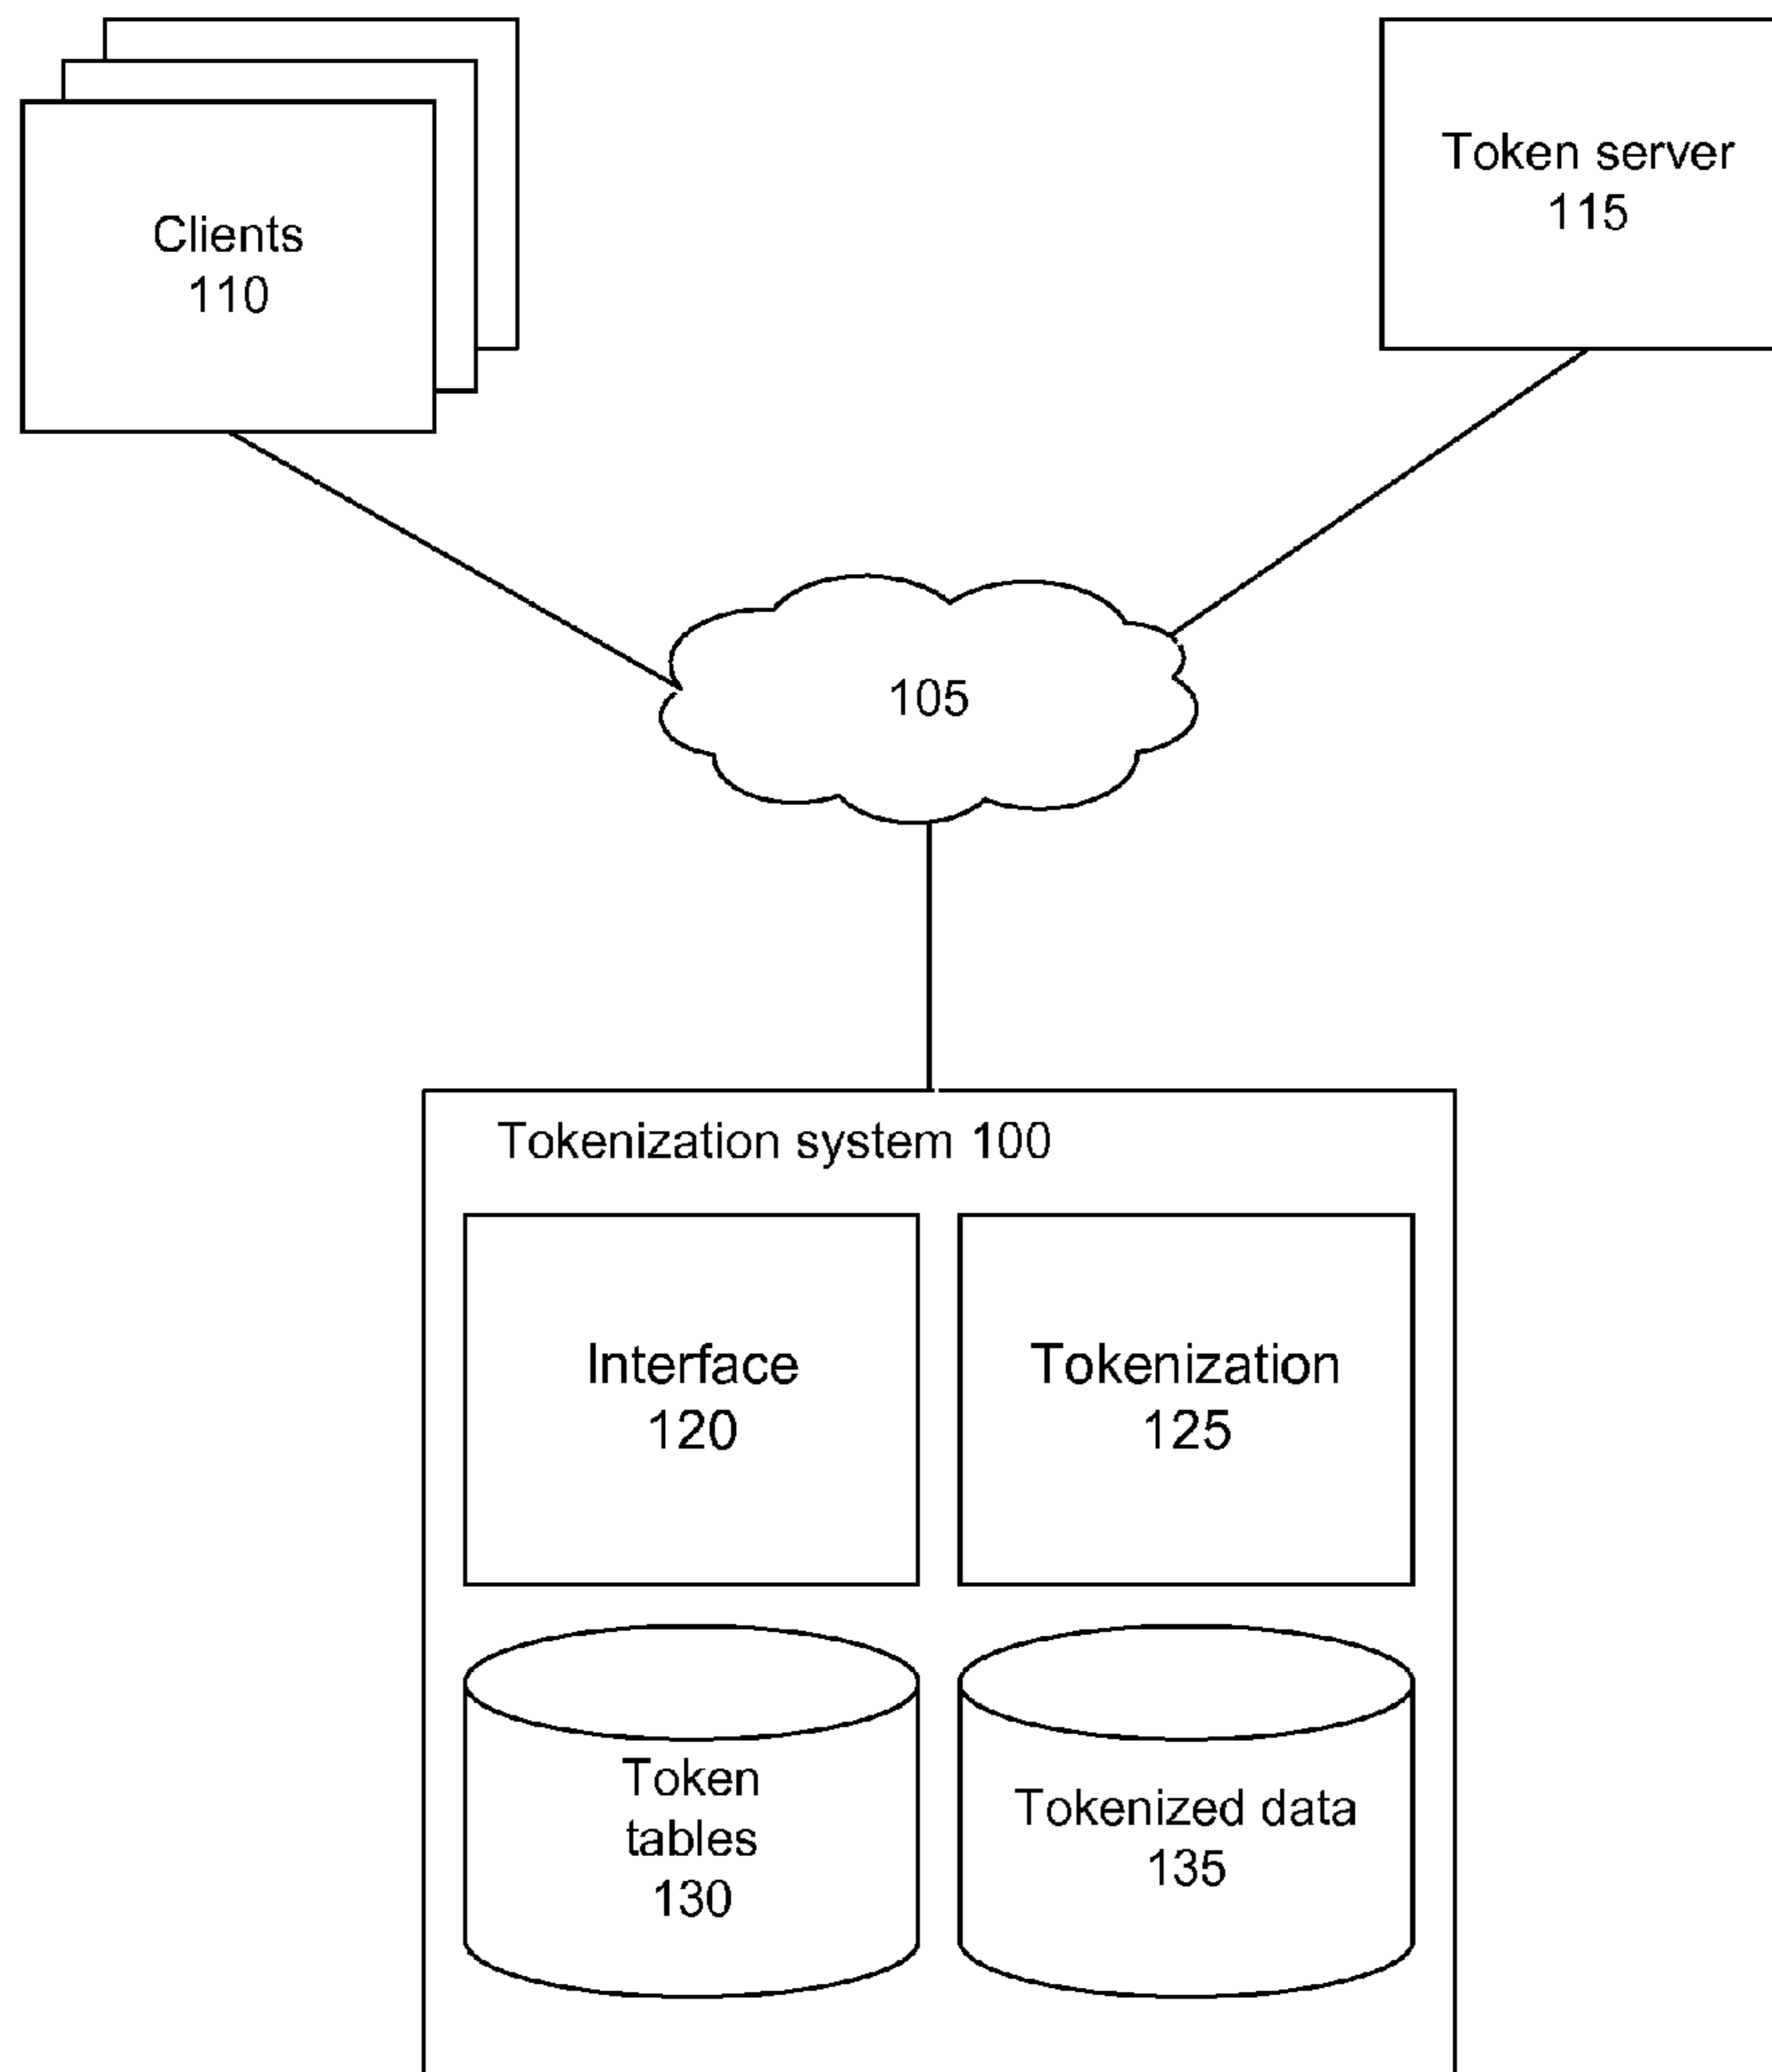 Clients
110
Token server
115
105
Tokenization system 100
Interface
120
Tokenization
125
Token
tables
130
Tokenized data
135